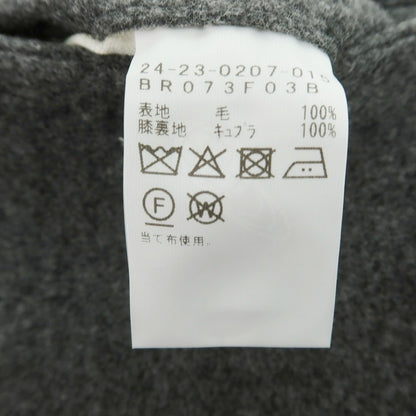 24-23-0207-015
BR073F03B
表地 毛 100%
膝裏地 キュプラ 100%
F W
当て布使用。